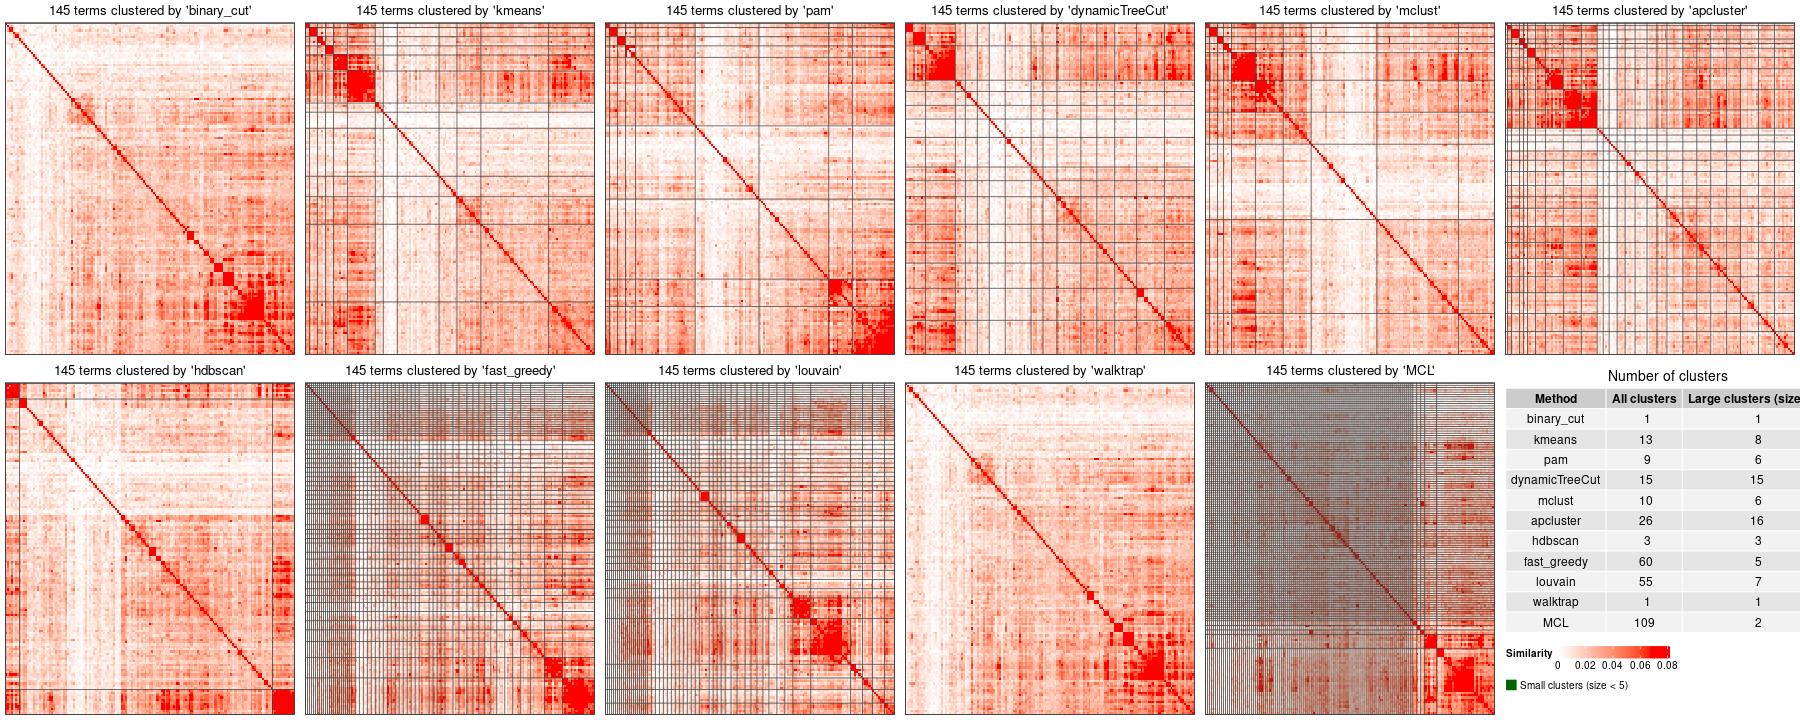 145 terms clustered by 'binary_cut'
145 terms clustered by 'kmeans'
145 terms clustered by 'pam'
145 terms clustered by 'dynamicTreeCut'
145 terms clustered by 'mclust'
145 terms clustered by 'apcluster'
145 terms clustered by 'hdbscan'
145 terms clustered by 'fast_greedy'
145 terms clustered by 'louvain'
145 terms clustered by 'walktrap'
145 terms clustered by 'MCL'
Number of clusters
Method All clusters Large clusters (size
binary_cut 1 1
kmeans 13 8
pam 9 6
dynamicTreeCut 15 15
mclust 10 6
apcluster 26 16
hdbscan 3 3
fast_greedy 60 5
louvain 55 7
walktrap 1 1
MCL 109 2
Similarity
0 0.02 0.04 0.06 0.08
Small clusters (size < 5)